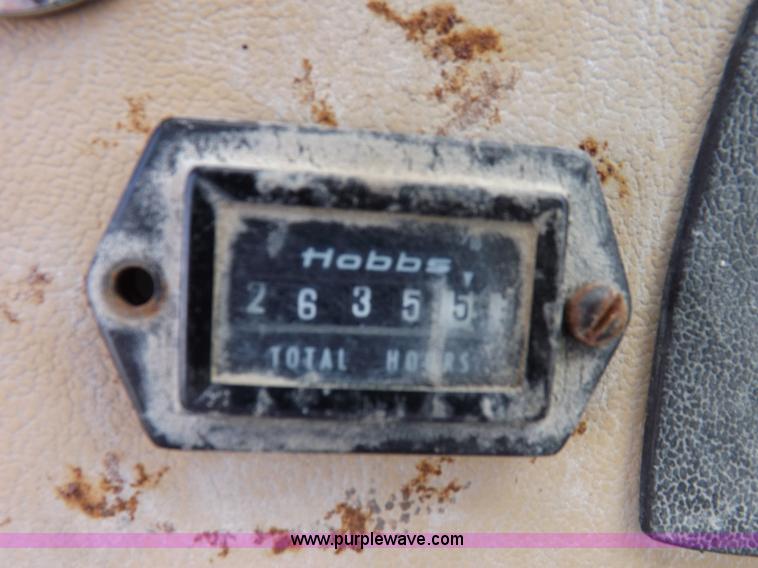 Hobbs
2 6 3 5 5
TOTAL HOURS
www.purplewave.com